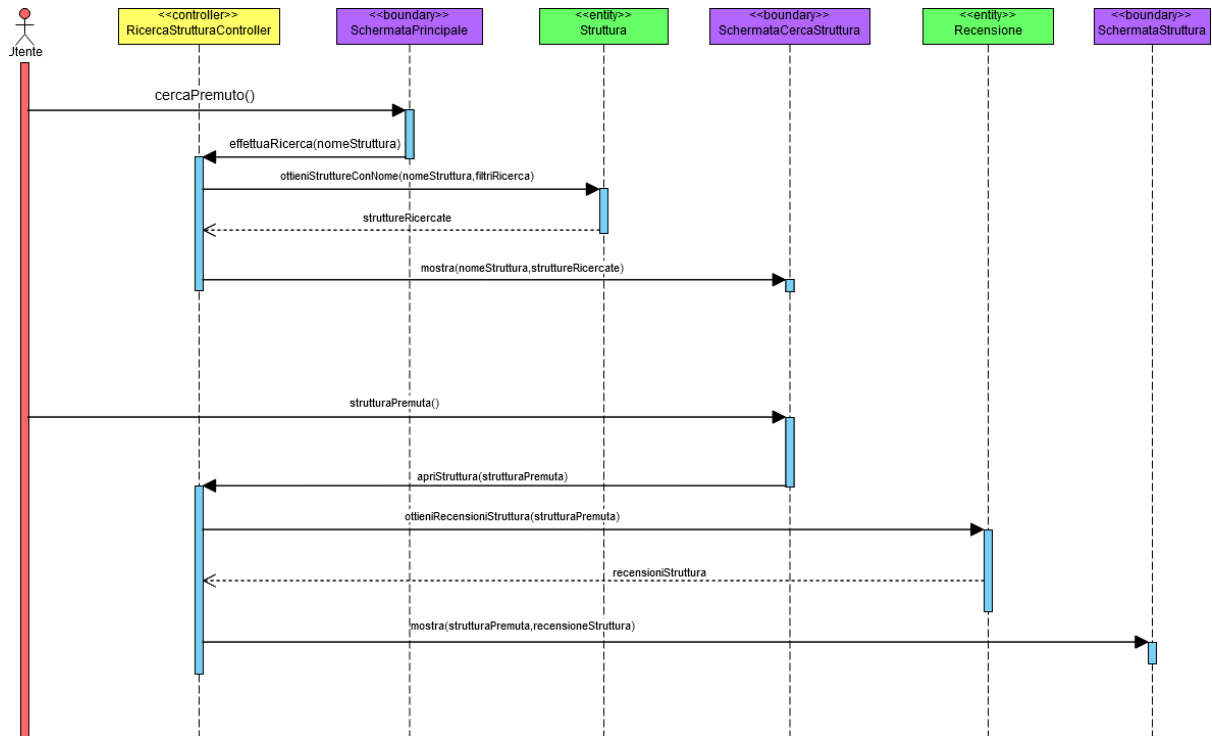 <<controller>>
RicercaStrutturaController
<<boundary>>
SchermataPrincipale
<<entity>>
Struttura
<<boundary>>
SchermataCercaStruttura
<<entity>>
Recensione
<<boundary>>
SchermataStruttura
Jtente
cercaPremuto()
effettuaRicerca(nomeStruttura)
ottieniStruttureConNome(nomeStruttura,filtriRicerca)
struttureRicercate
mostra(nomeStruttura,struttureRicercate)
strutturaPremuta()
apriStruttura(strutturaPremuta)
ottieniRecensioniStruttura(strutturaPremuta)
recensioniStruttura
mostra(strutturaPremuta,recensioneStruttura)